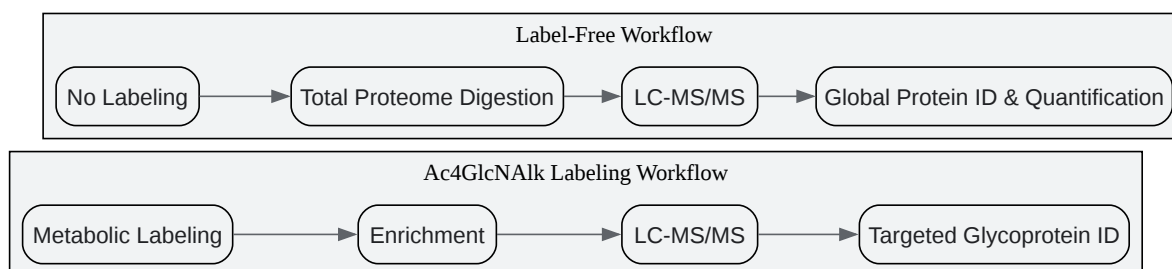 Label-Free Workflow
No Labeling
Total Proteome Digestion
LC-MS/MS
Global Protein ID & Quantification
Ac4GlcNAlk Labeling Workflow
Metabolic Labeling
Enrichment
LC-MS/MS
Targeted Glycoprotein ID